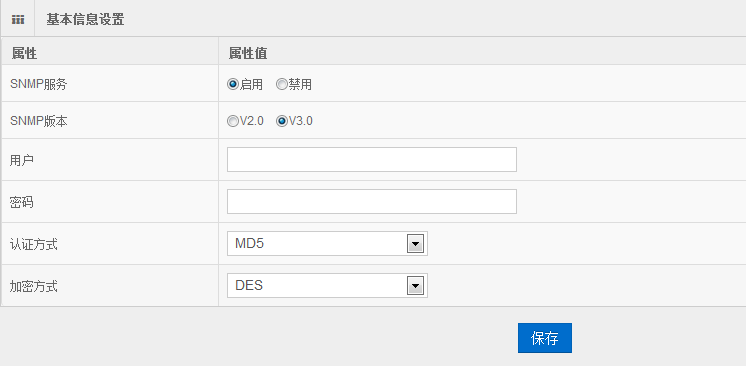 基本信息设置
属性 属性值
SNMP服务 启用 禁用
SNMP版本 V2.0 V3.0
用户
密码
认证方式 MD5
加密方式 DES
保存